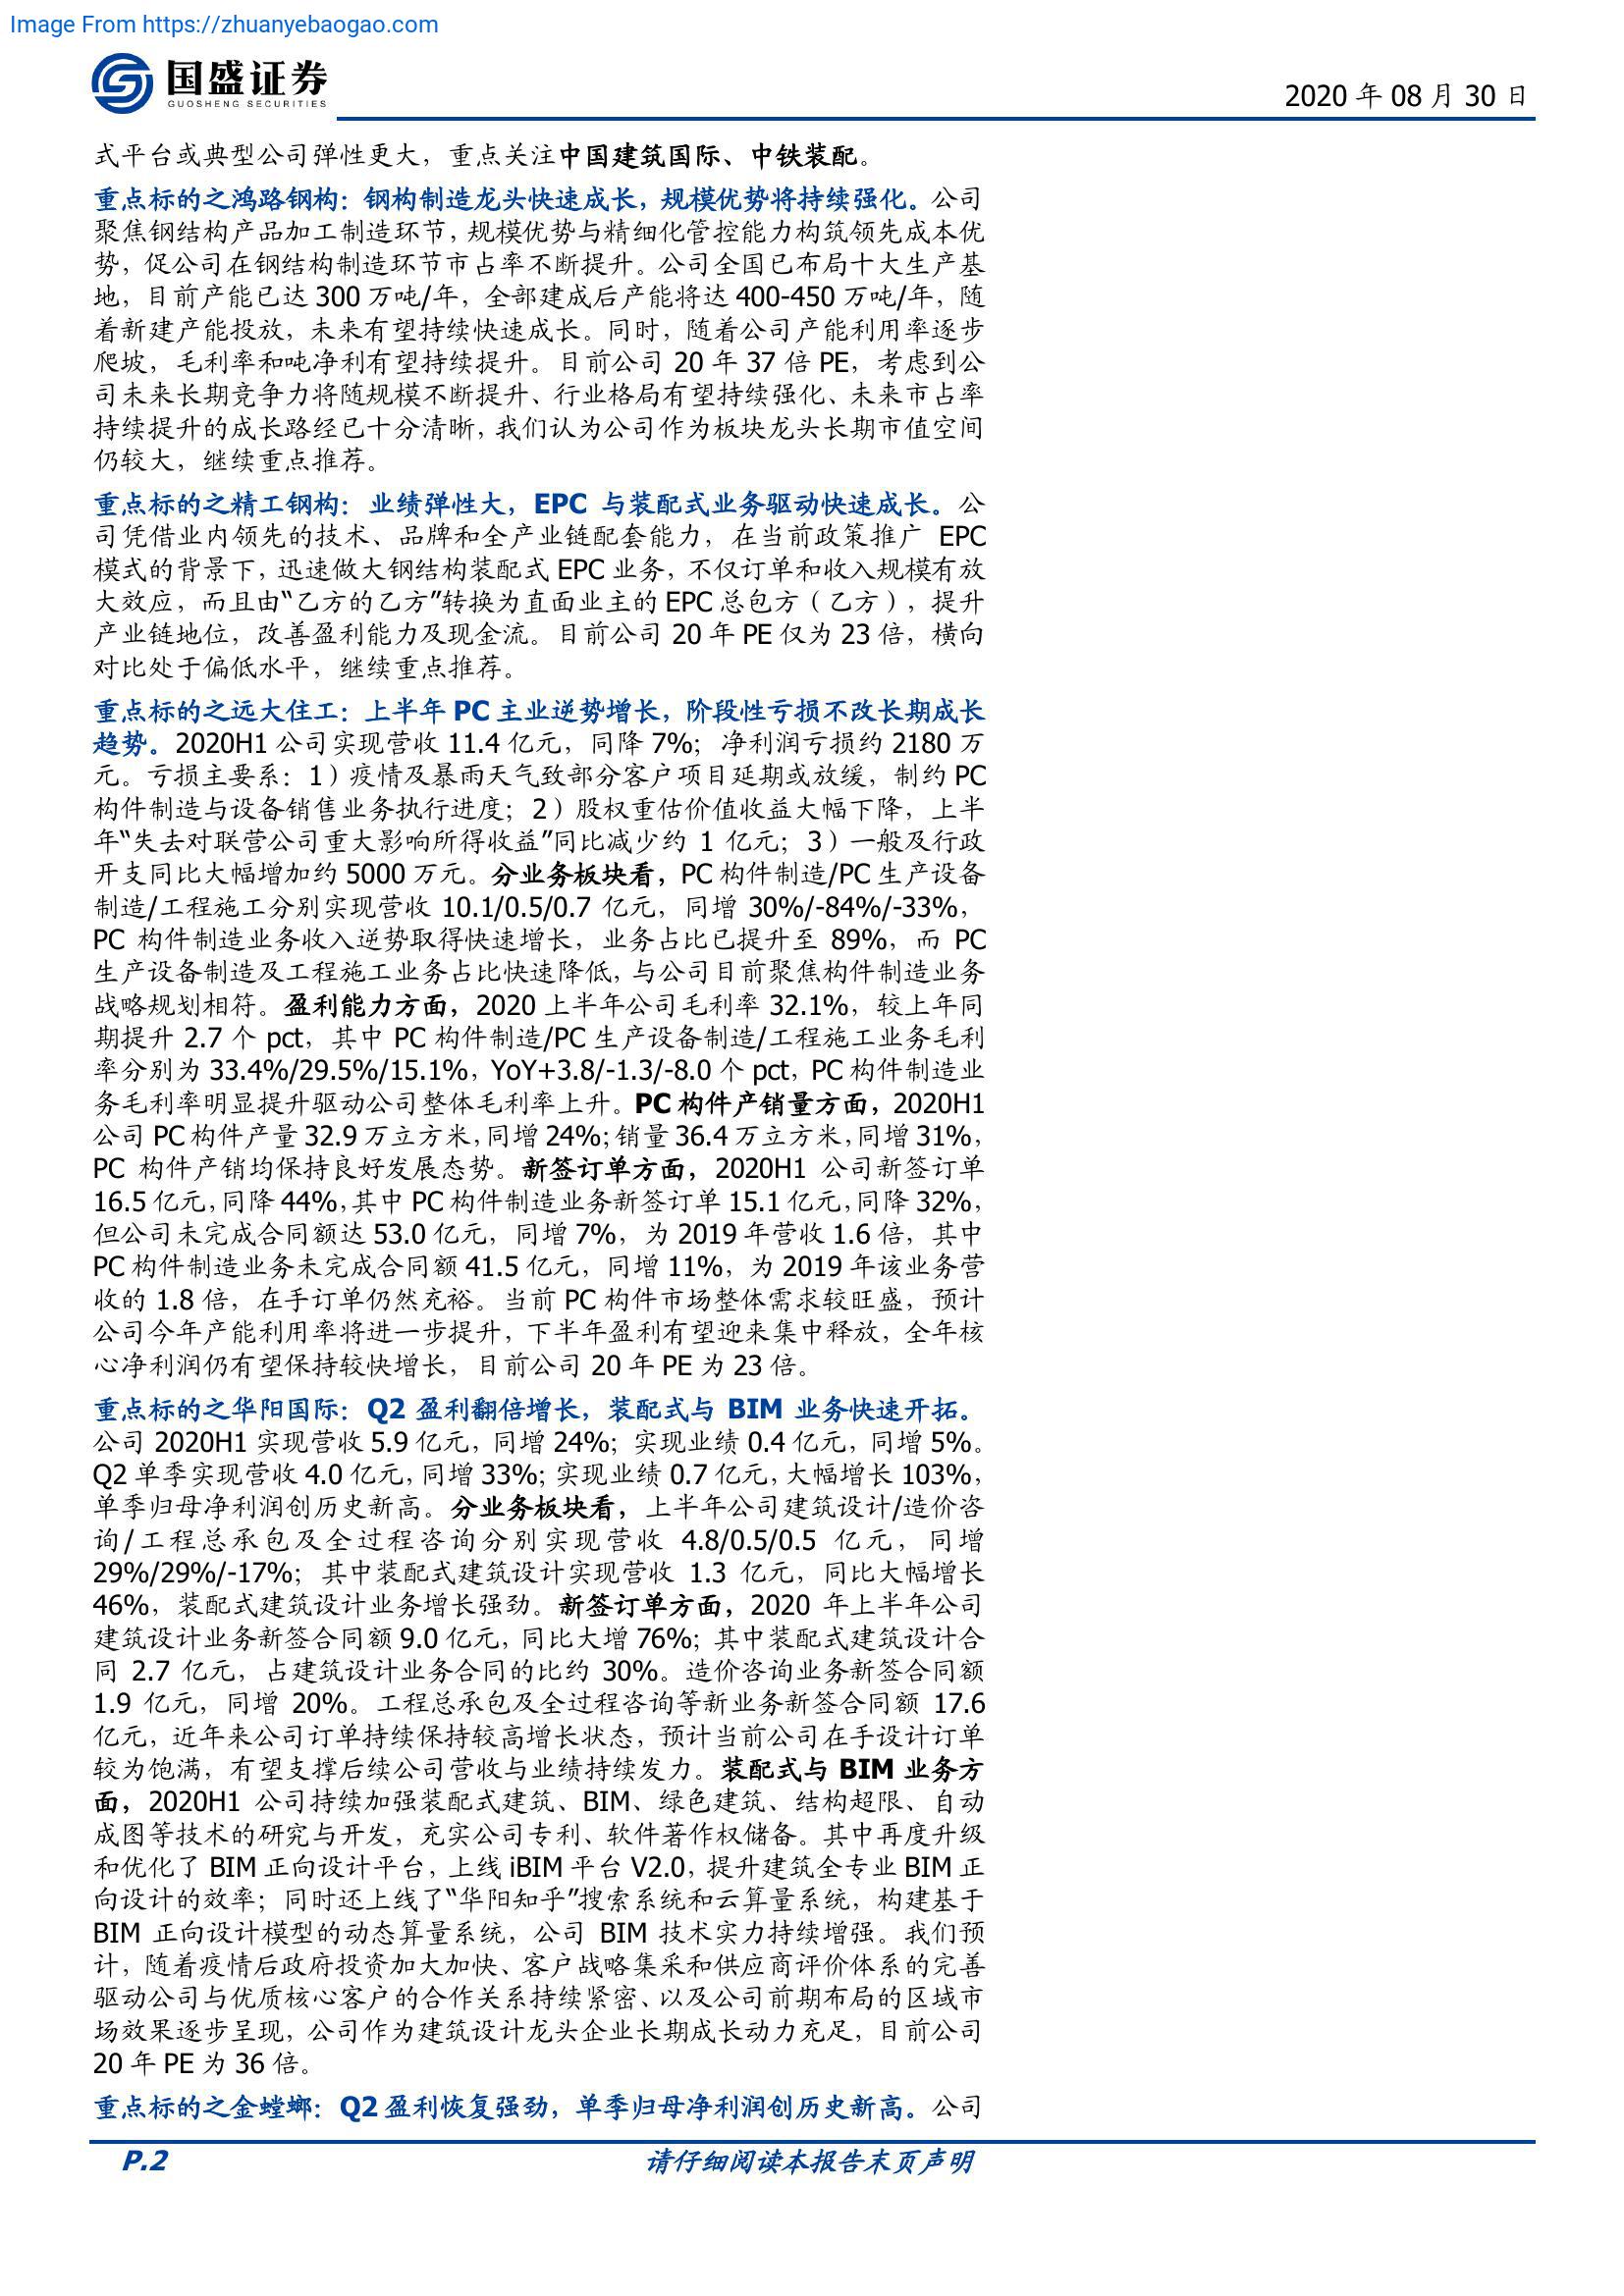 Image From https://zhuanyebaogao.com
国盛证券
GUOSHENG SECURITIES
2020 年 08 月 30 日
式平台或典型公司弹性更大，重点关注中国建筑国际、中铁装配。
重点标的之鸿路钢构：钢构制造龙头快速成长，规模优势将持续强化。公司
聚焦钢结构产品加工制造环节，规模优势与精细化管控能力构筑领先成本优
势，促公司在钢结构制造环节市占率不断提升。公司全国已布局十大生产基
地，目前产能已达 300 万吨/年，全部建成后产能将达 400-450 万吨/年，随
着新建产能投放，未来有望持续快速成长。同时，随着公司产能利用率逐步
爬坡，毛利率和吨净利有望持续提升。目前公司 20 年 37 倍 PE，考虑到公
司未来长期竞争力将随规模不断提升、行业格局有望持续强化、未来市占率
持续提升的成长路经已十分清晰，我们认为公司作为板块龙头长期市值空间
仍较大，继续重点推荐。
重点标的之精工钢构：业绩弹性大，EPC 与装配式业务驱动快速成长。公
司凭借业内领先的技术、品牌和全产业链配套能力，在当前政策推广 EPC
模式的背景下，迅速做大钢结构装配式 EPC 业务，不仅订单和收入规模有放
大效应，而且由“乙方的乙方”转换为直面业主的 EPC 总包方（乙方），提升
产业链地位，改善盈利能力及现金流。目前公司 20 年 PE 仅为 23 倍，横向
对比处于偏低水平，继续重点推荐。
重点标的之远大住工：上半年 PC 主业逆势增长，阶段性亏损不改长期成长
趋势。2020H1 公司实现营收 11.4 亿元，同降 7%；净利润亏损约 2180 万
元。亏损主要系：1）疫情及暴雨天气致部分客户项目延期或放缓，制约 PC
构件制造与设备销售业务执行进度；2）股权重估价值收益大幅下降，上半
年“失去对联营公司重大影响所得收益”同比减少约 1 亿元；3）一般及行政
开支同比大幅增加约 5000 万元。分业务板块看，PC 构件制造/PC 生产设备
制造/工程施工分别实现营收 10.1/0.5/0.7 亿元，同增 30%/-84%/-33%，
PC 构件制造业务收入逆势取得快速增长，业务占比已提升至 89%，而 PC
生产设备制造及工程施工业务占比快速降低，与公司目前聚焦构件制造业务
战略规划相符。盈利能力方面，2020 上半年公司毛利率 32.1%，较上年同
期提升 2.7 个 pct，其中 PC 构件制造/PC 生产设备制造/工程施工业务毛利
率分别为 33.4%/29.5%/15.1%，YoY+3.8/-1.3/-8.0 个 pct，PC 构件制造业
务毛利率明显提升驱动公司整体毛利率上升。PC 构件产销量方面，2020H1
公司 PC 构件产量 32.9 万立方米，同增 24%；销量 36.4 万立方米，同增 31%，
PC 构件产销均保持良好发展态势。新签订单方面，2020H1 公司新签订单
16.5 亿元，同降 44%，其中 PC 构件制造业务新签订单 15.1 亿元，同降 32%，
但公司未完成合同额达 53.0 亿元，同增 7%，为 2019 年营收 1.6 倍，其中
PC 构件制造业务未完成合同额 41.5 亿元，同增 11%，为 2019 年该业务营
收的 1.8 倍，在手订单仍然充裕。当前 PC 构件市场整体需求较旺盛，预计
公司今年产能利用率将进一步提升，下半年盈利有望迎来集中释放，全年核
心净利润仍有望保持较快增长，目前公司 20 年 PE 为 23 倍。
重点标的之华阳国际：Q2 盈利翻倍增长，装配式与 BIM 业务快速开拓。
公司 2020H1 实现营收 5.9 亿元，同增 24%；实现业绩 0.4 亿元，同增 5%。
Q2 单季实现营收 4.0 亿元，同增 33%；实现业绩 0.7 亿元，大幅增长 103%，
单季归母净利润创历史新高。分业务板块看，上半年公司建筑设计/造价咨
询/工程总承包及全过程咨询分别实现营收 4.8/0.5/0.5 亿元，同增
29%/29%/-17%；其中装配式建筑设计实现营收 1.3 亿元，同比大幅增长
46%，装配式建筑设计业务增长强劲。新签订单方面，2020 年上半年公司
建筑设计业务新签合同额 9.0 亿元，同比大增 76%；其中装配式建筑设计合
同 2.7 亿元，占建筑设计业务合同的比约 30%。造价咨询业务新签合同额
1.9 亿元，同增 20%。工程总承包及全过程咨询等新业务新签合同额 17.6
亿元，近年来公司订单持续保持较高增长状态，预计当前公司在手设计订单
较为饱满，有望支撑后续公司营收与业绩持续发力。装配式与 BIM 业务方
面，2020H1 公司持续加强装配式建筑、BIM、绿色建筑、结构超限、自动
成图等技术的研究与开发，充实公司专利、软件著作权储备。其中再度升级
和优化了 BIM 正向设计平台，上线 iBIM 平台 V2.0，提升建筑全专业 BIM 正
向设计的效率；同时还上线了“华阳知乎”搜索系统和云算量系统，构建基于
BIM 正向设计模型的动态算量系统，公司 BIM 技术实力持续增强。我们预
计，随着疫情后政府投资加大加快、客户战略集采和供应商评价体系的完善
驱动公司与优质核心客户的合作关系持续紧密、以及公司前期布局的区域市
场效果逐步呈现，公司作为建筑设计龙头企业长期成长动力充足，目前公司
20 年 PE 为 36 倍。
重点标的之金螳螂：Q2 盈利恢复强劲，单季归母净利润创历史新高。公司
P.2
请仔细阅读本报告末页声明